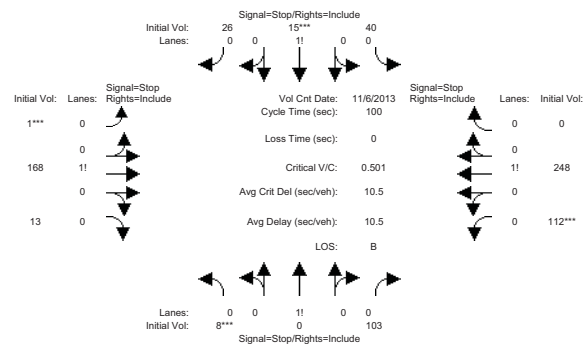 Signal=Stop/Rights=Include
Initial Vol: 26 15*** 40
Lanes: 0 0 1! 0 0
Signal=Stop
Initial Vol: Lanes: Rights=Include
Vol Cnt Date: 11/6/2013
Signal=Stop
Rights=Include Lanes: Initial Vol:
Cycle Time (sec): 100
1*** 0
0 0
Loss Time (sec): 0
0
0
168 1!
Critical V/C: 0.501
1! 248
0
Avg Crit Del (sec/veh): 10.5
0
13 0
Avg Delay (sec/veh): 10.5
0 112***
LOS: B
Lanes: 0 0 1! 0 0
Initial Vol: 8*** 0 103
Signal=Stop/Rights=Include